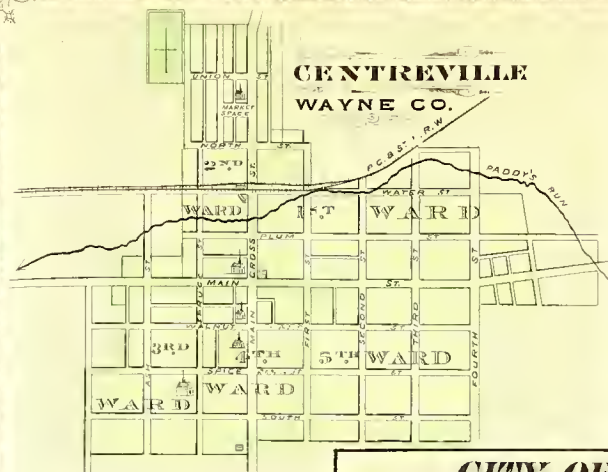 CENTREVILLE
WAYNE CO.
UNION ST
MARKET SPACE
NORTH ST.
P.C. & ST. L. R.W
PADDY'S RUN
2ND
WARD
WATER ST
1ST WARD
PLUM ST
CROSS
ST
MAIN ST.
WALNUT
MAIN
FIRST
SECOND
THIRD
FOURTH
ST
3RD
4TH
5TH WARD
SPICE ST
WARD
WARD
SOUTH ST.
CITY OF